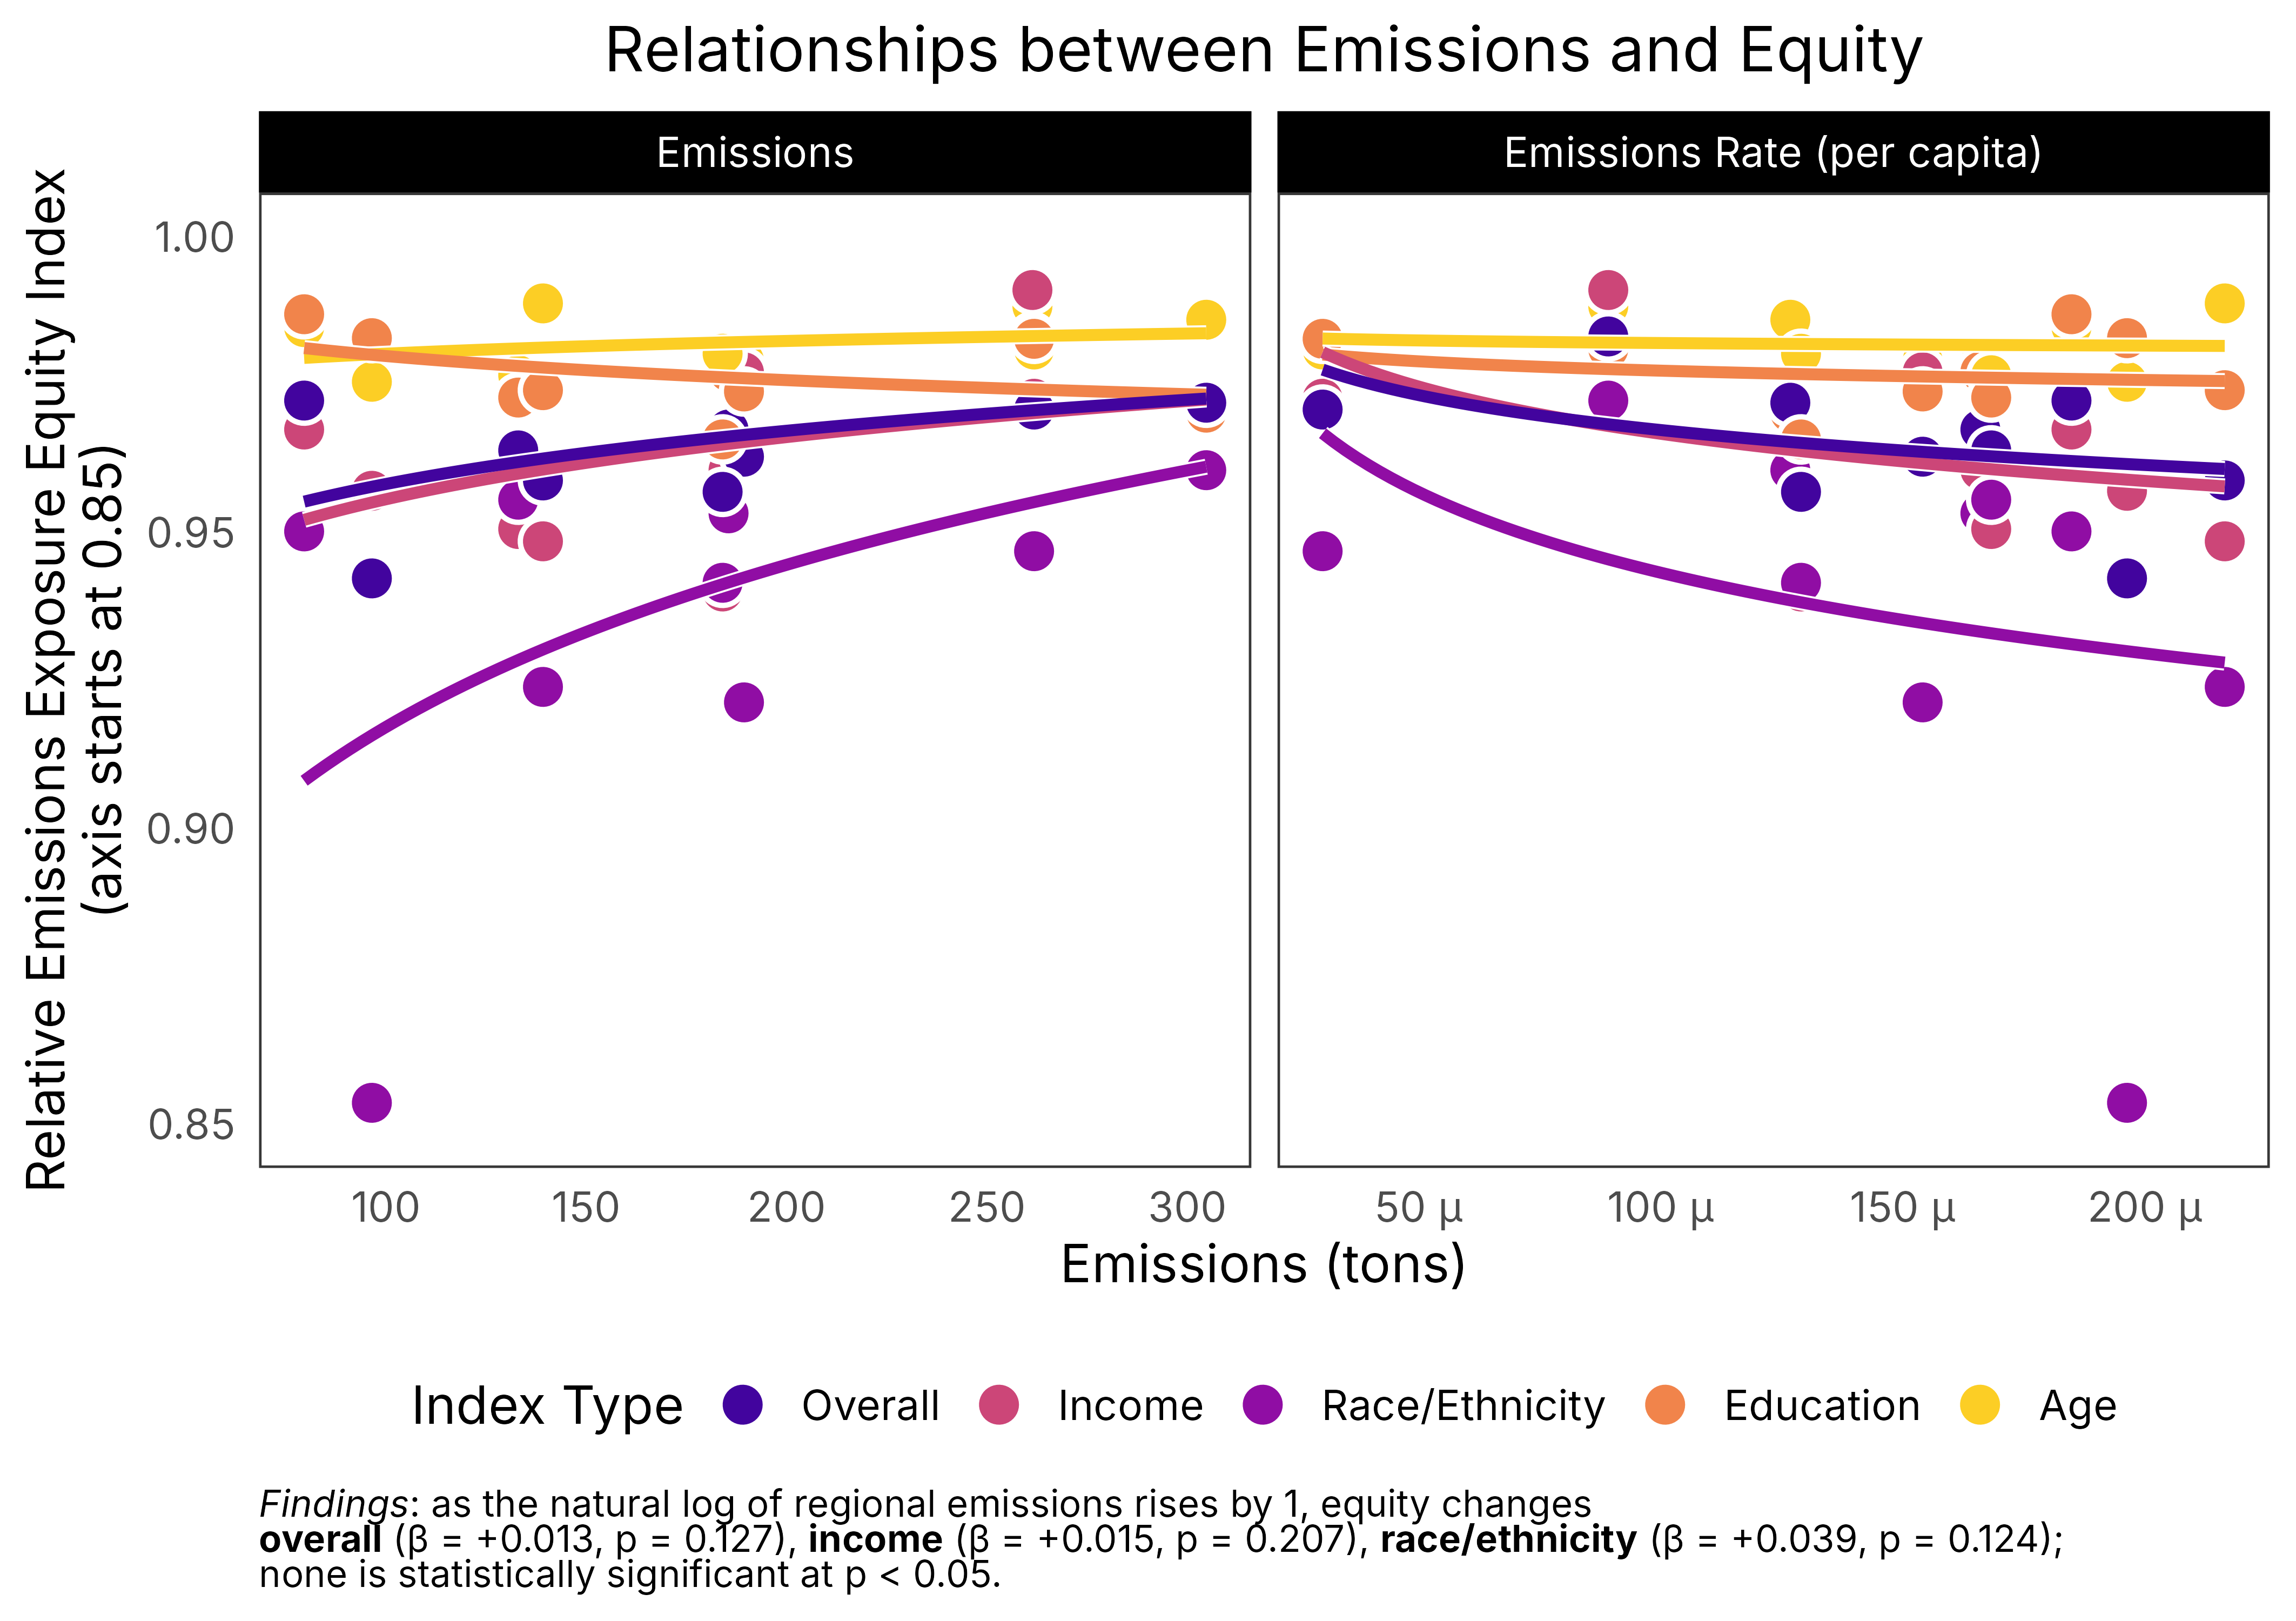 Relationships between Emissions and Equity
Emissions
Emissions Rate (per capita)
Relative Emissions Exposure Equity Index
(axis starts at 0.85)
1.00
0.95
0.90
0.85
100 150 200 250 300
50 µ 100 µ 150 µ 200 µ
Emissions (tons)
Index Type Overall Income Race/Ethnicity Education Age
Findings: as the natural log of regional emissions rises by 1, equity changes
overall (β = +0.013, p = 0.127), income (β = +0.015, p = 0.207), race/ethnicity (β = +0.039, p = 0.124);
none is statistically significant at p < 0.05.